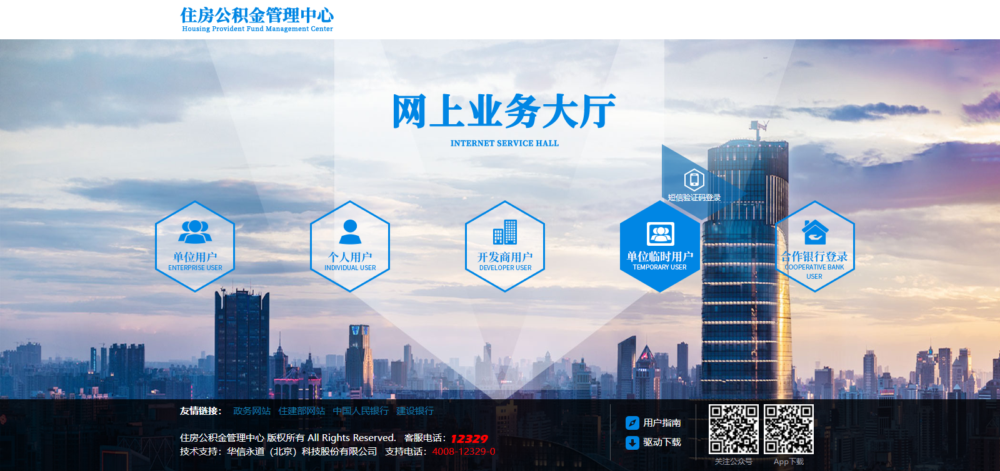 住房公积金管理中心
Housing Provident Fund Management Center
网上业务大厅
INTERNET SERVICE HALL
短信验证码登录
单位用户
ENTERPRISE USER
个人用户
INDIVIDUAL USER
开发商用户
DEVELOPER USER
单位临时用户
TEMPORARY USER
合作银行登录
COOPERATIVE BANK
USER
友情链接： 政务网站 住建部网站 中国人民银行 建设银行
住房公积金管理中心 版权所有 All Rights Reserved. 客服电话：12329
技术支持：华信永道（北京）科技股份有限公司 支持电话：4008-12329-0
用户指南
驱动下载
关注公众号
App下载